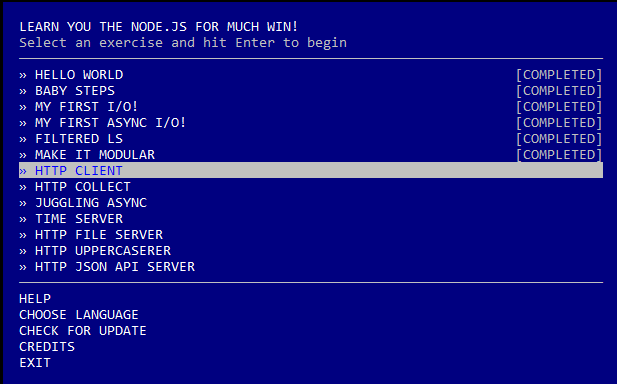 LEARN YOU THE NODE.JS FOR MUCH WIN!
Select an exercise and hit Enter to begin
» HELLO WORLD [COMPLETED]
» BABY STEPS [COMPLETED]
» MY FIRST I/O! [COMPLETED]
» MY FIRST ASYNC I/O! [COMPLETED]
» FILTERED LS [COMPLETED]
» MAKE IT MODULAR [COMPLETED]
» HTTP CLIENT
» HTTP COLLECT
» JUGGLING ASYNC
» TIME SERVER
» HTTP FILE SERVER
» HTTP UPPERCASERER
» HTTP JSON API SERVER
HELP
CHOOSE LANGUAGE
CHECK FOR UPDATE
CREDITS
EXIT